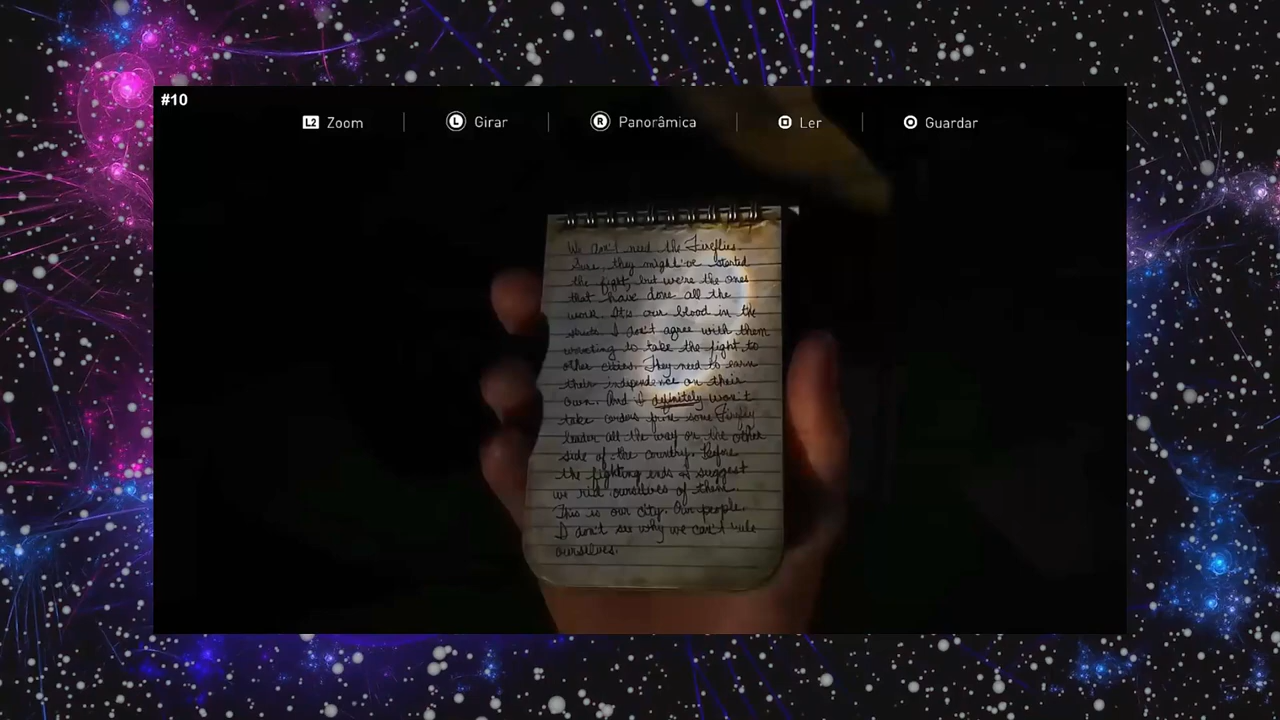 #10
L2 Zoom
L Girar
R Panorâmica
Ler
Guardar
We don't need the Fireflies.
Sure, they might've started
the fight, but we're the ones
that have done all the
work. It's our blood in the
streets. I don't agree with them
wanting to take the fight to
other cities. They need to earn
their independence on their
own. And I definitely won't
take orders from some Firefly
leader all the way on the other
side of the country. Before
the fighting ends I suggest
we rid ourselves of them.
This is our city. Our people.
I don't see why we can't rule
ourselves.